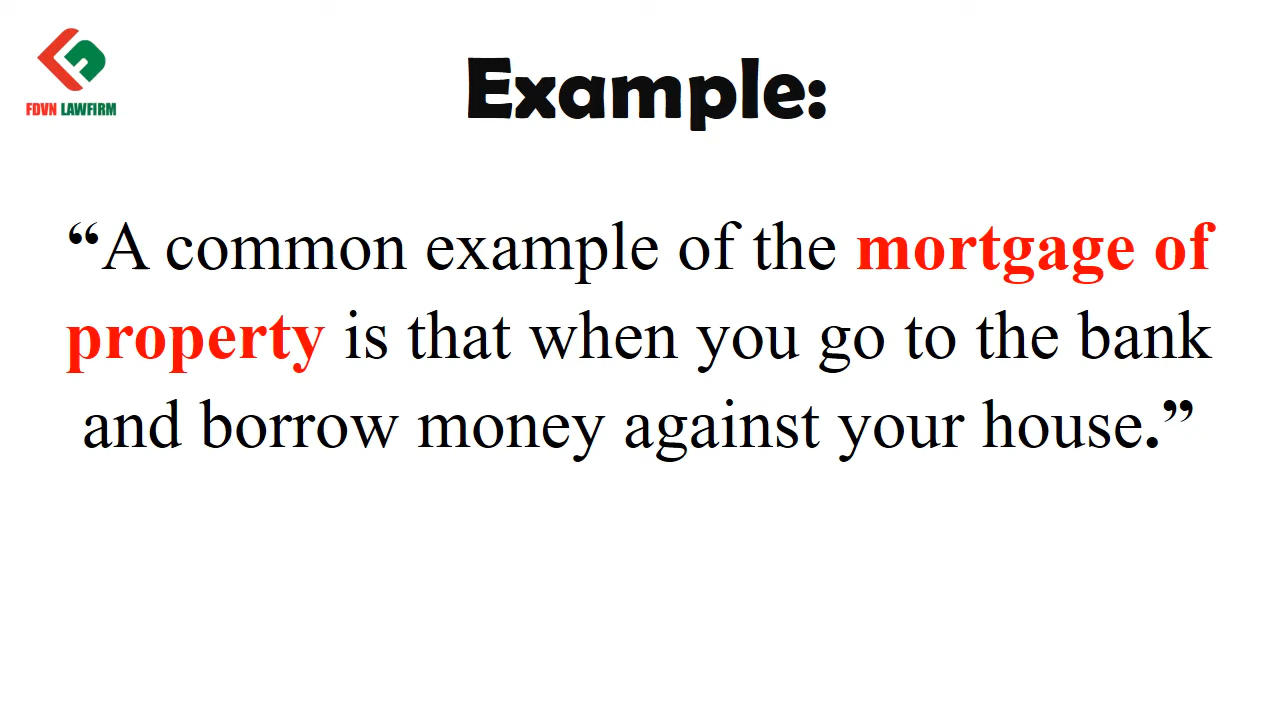 FDVN LAWFIRM
Example:
“A common example of the mortgage of
property is that when you go to the bank
and borrow money against your house.”